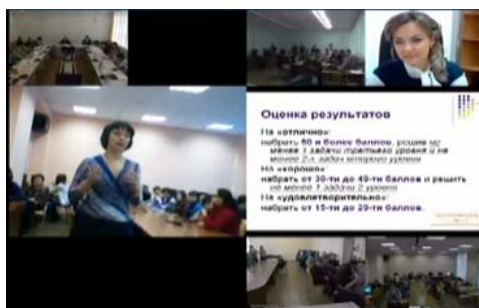 Оценка результатов
На «отлично»:
набрать 50 и более баллов, решив не
менее 1 задачи третьего уровня и не
менее 2-х задач второго уровня
На «хорошо»:
набрать от 30-ти до 49-ти баллов и решить
не менее 1 задачи 2 уровня
На «удовлетворительно»:
набрать от 15-ти до 29-ти баллов.